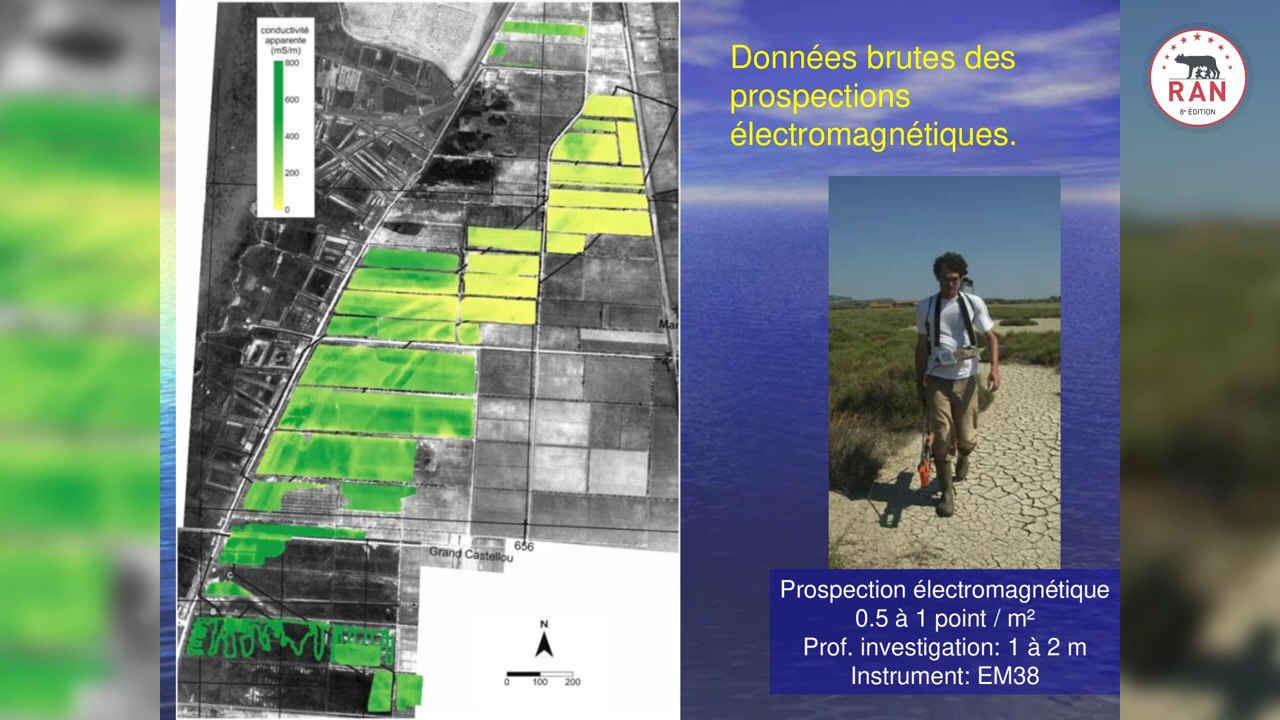 conductivité
apparente
(mS/m)
800
600
400
200
0
Grand Castellou
656
N
0 100 200
Données brutes des
prospections
électromagnétiques.
Prospection électromagnétique
0.5 à 1 point / m²
Prof. investigation: 1 à 2 m
Instrument: EM38
RAN
8ᵉ ÉDITION